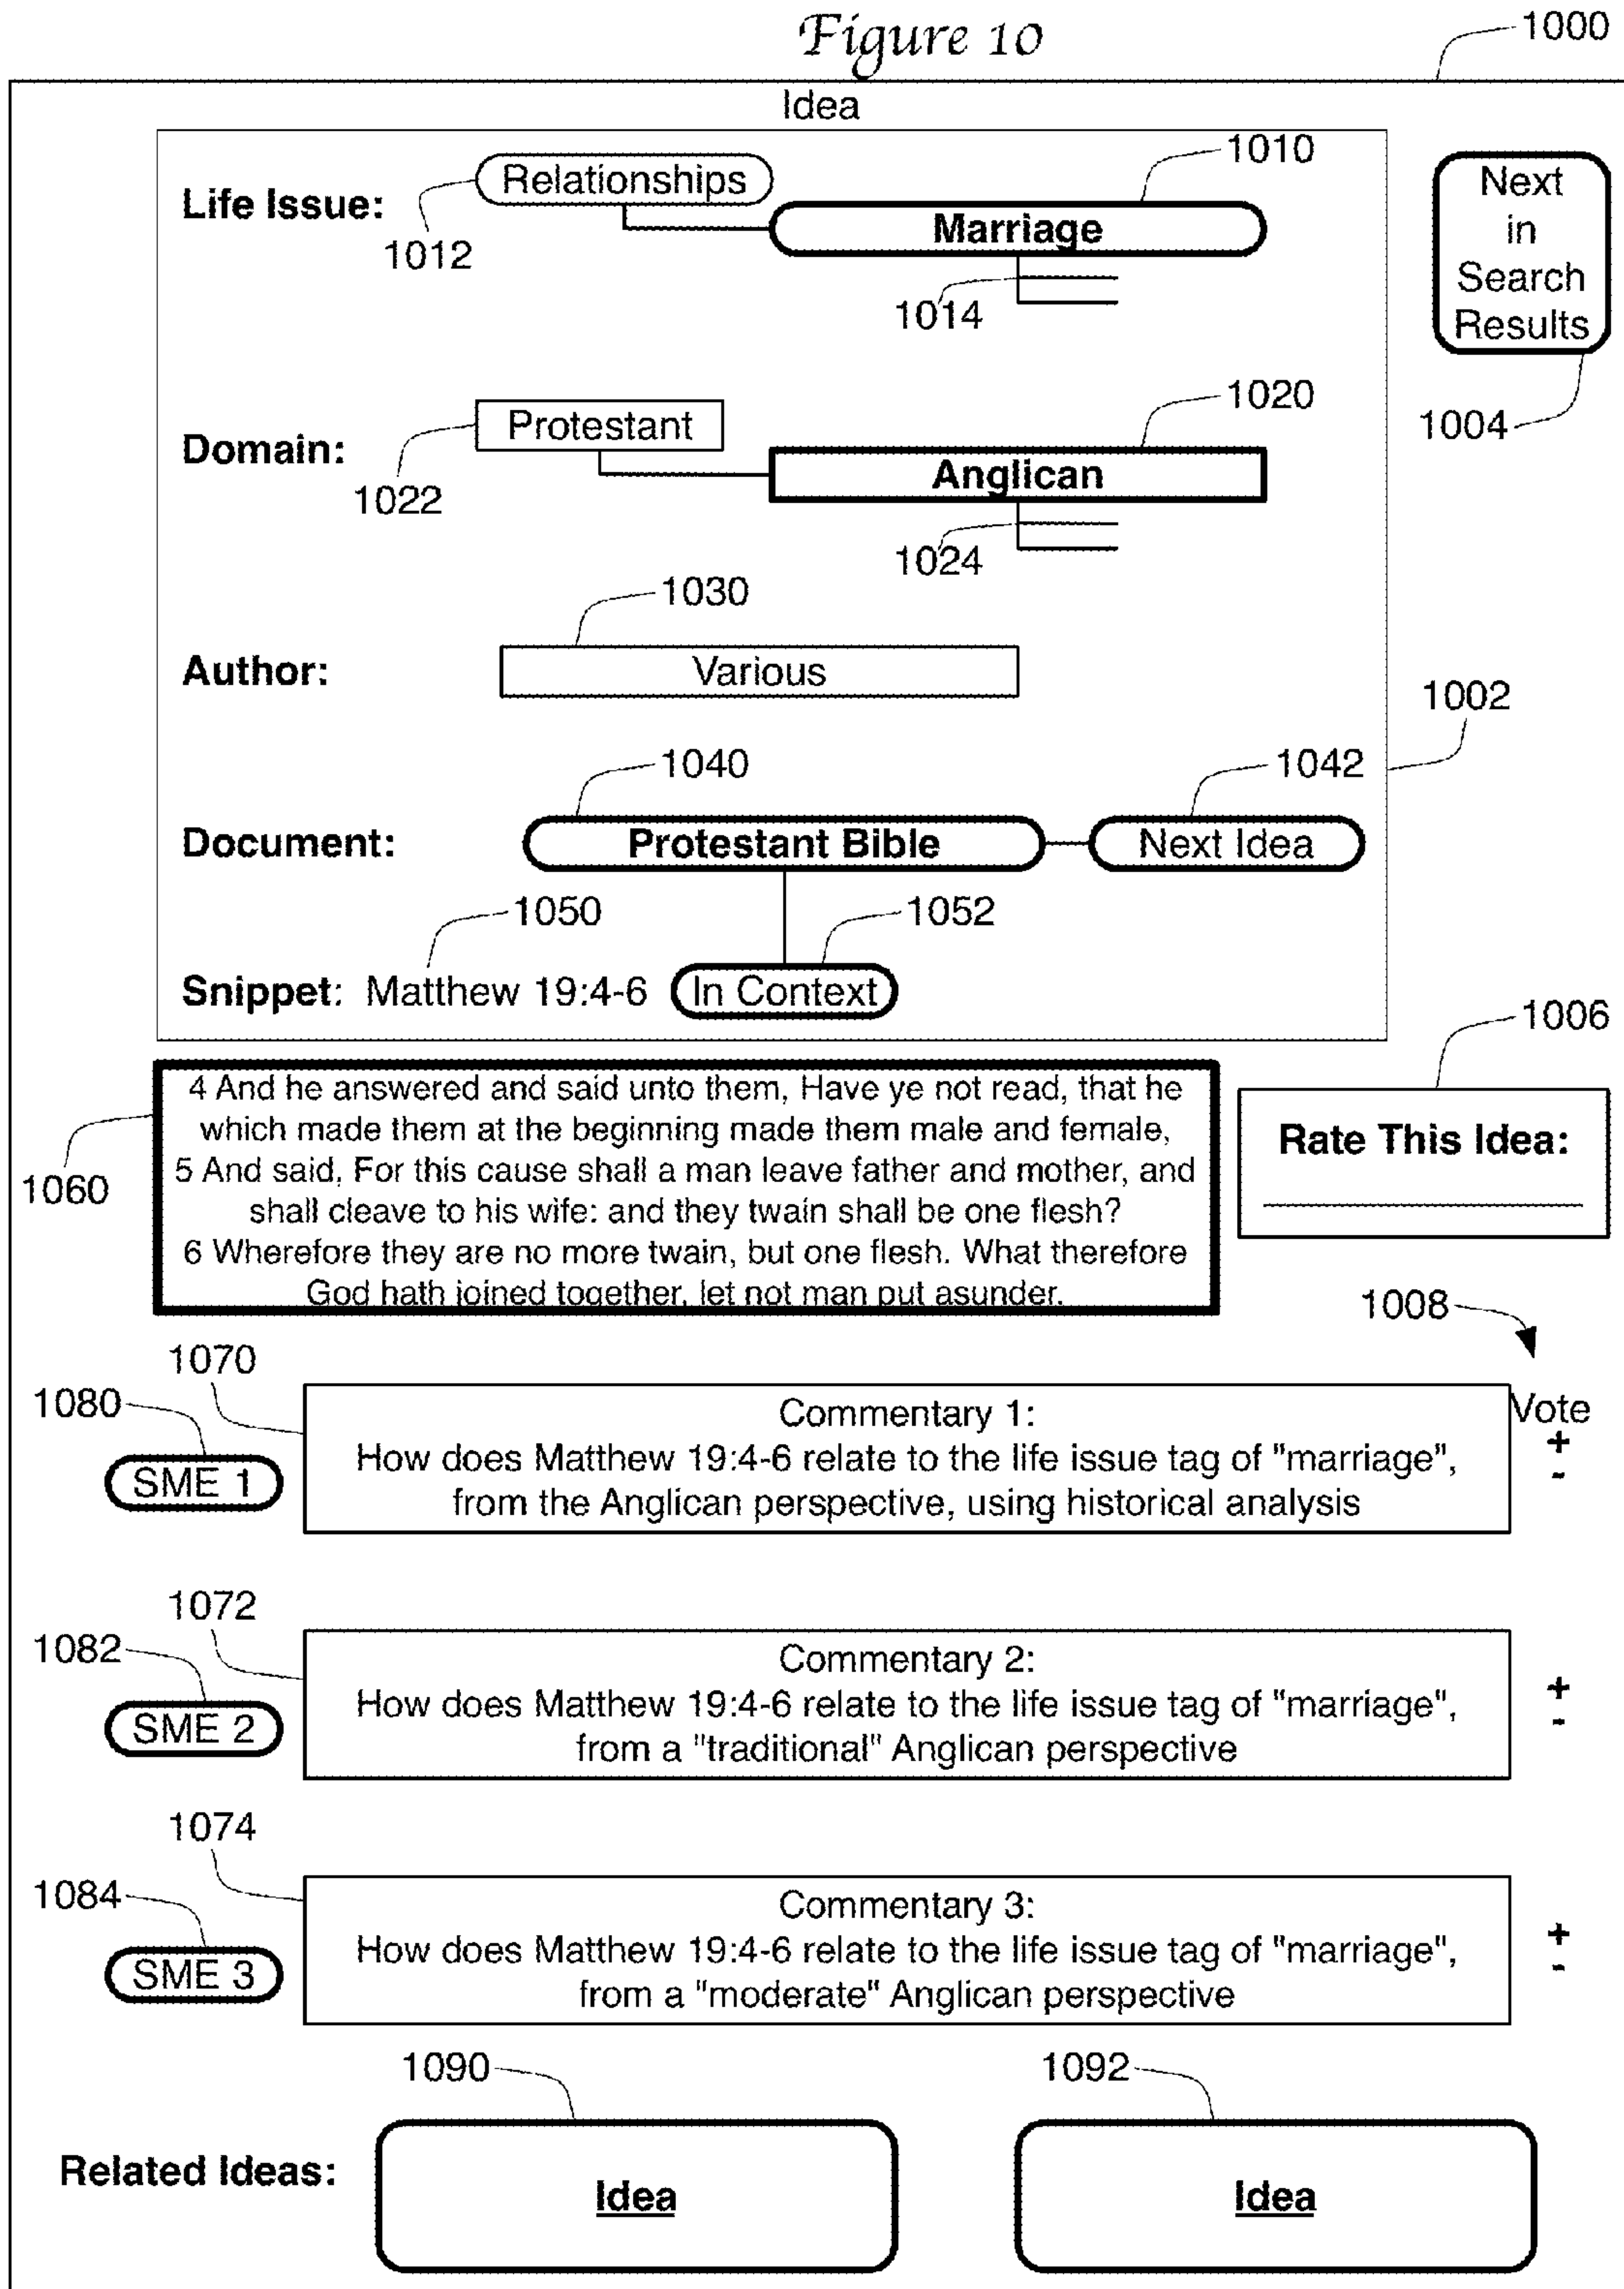 Figure 10
1000
Idea
1010
Relationships
Life Issue:
Marriage
1012
1014
Next
in
Search
Results
1004
1020
Protestant
Domain:
Anglican
1022
1024
1030
Author:
Various
1002
1040
1042
Document:
Protestant Bible
Next Idea
1050
1052
Snippet: Matthew 19:4-6
In Context
1006
4 And he answered and said unto them, Have ye not read, that he
which made them at the beginning made them male and female,
5 And said, For this cause shall a man leave father and mother, and
shall cleave to his wife: and they twain shall be one flesh?
6 Wherefore they are no more twain, but one flesh. What therefore
God hath joined together, let not man put asunder.
1060
Rate This Idea:
1008
1070
1080
Vote
Commentary 1:
How does Matthew 19:4-6 relate to the life issue tag of "marriage",
from the Anglican perspective, using historical analysis
SME 1
+
-
1072
1082
Commentary 2:
How does Matthew 19:4-6 relate to the life issue tag of "marriage",
from a "traditional" Anglican perspective
SME 2
+
-
1074
1084
Commentary 3:
How does Matthew 19:4-6 relate to the life issue tag of "marriage",
from a "moderate" Anglican perspective
SME 3
+
-
1090
1092
Related Ideas:
Idea
Idea